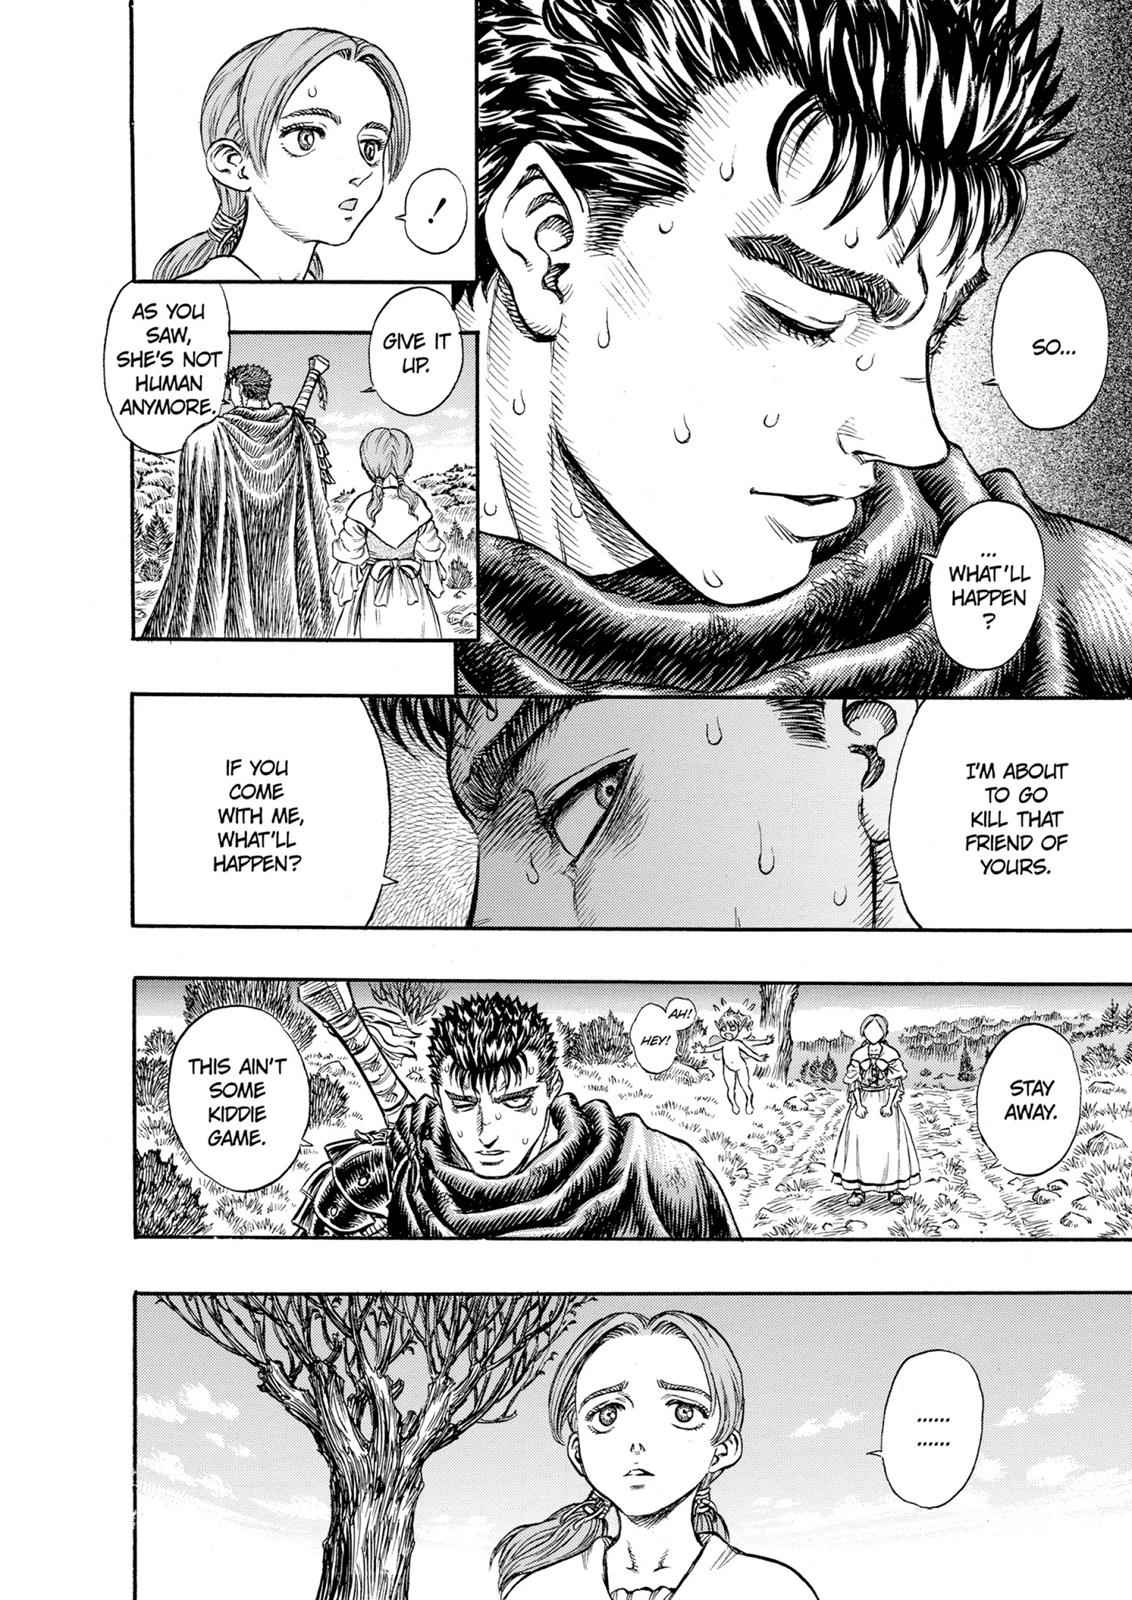 SO...
...
WHAT'LL
HAPPEN
?
!
GIVE IT
UP.
AS YOU
SAW,
SHE'S NOT
HUMAN
ANYMORE.
I'M ABOUT
TO GO
KILL THAT
FRIEND OF
YOURS.
IF YOU
COME
WITH ME,
WHAT'LL
HAPPEN?
STAY
AWAY.
AH!
HEY!
THIS AIN'T
SOME
KIDDIE
GAME.
......
......